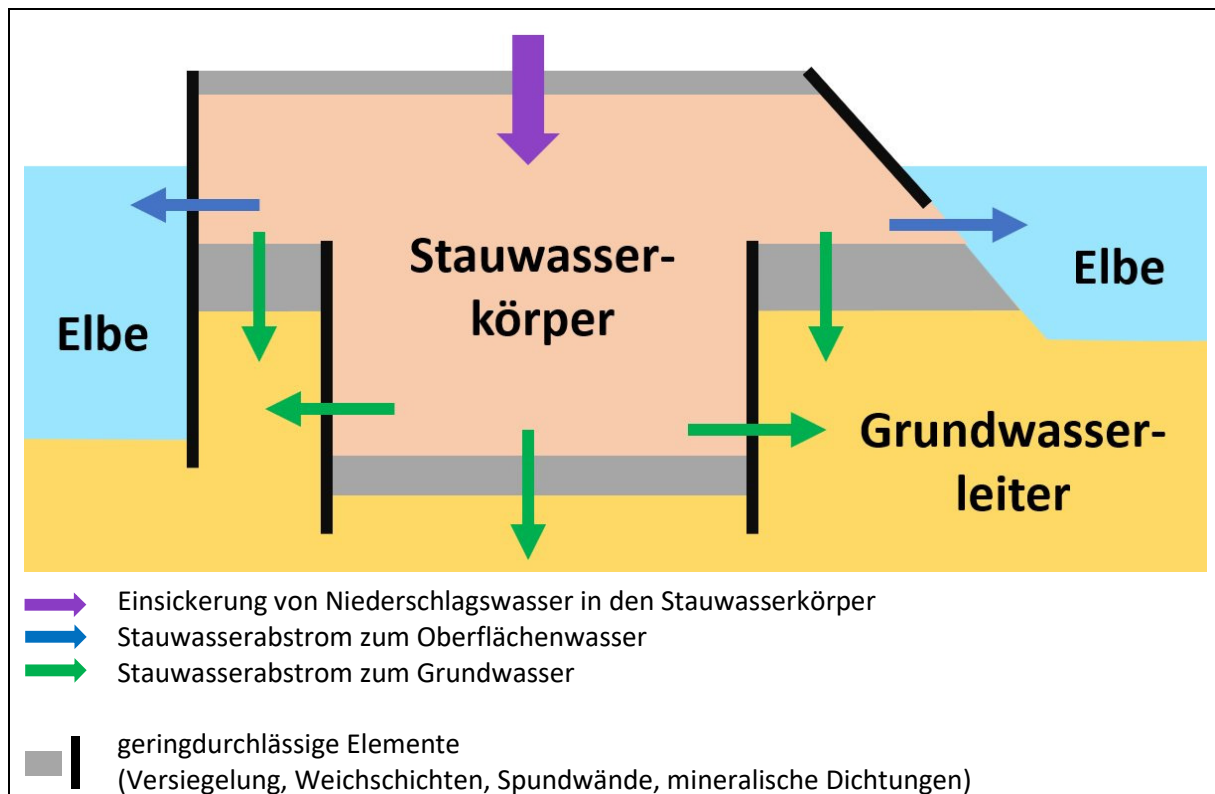 Stauwasser-
körper
Elbe
Elbe
Grundwasser-
leiter
Einsickerung von Niederschlagswasser in den Stauwasserkörper
Stauwasserabstrom zum Oberflächenwasser
Stauwasserabstrom zum Grundwasser
geringdurchlässige Elemente
(Versiegelung, Weichschichten, Spundwände, mineralische Dichtungen)